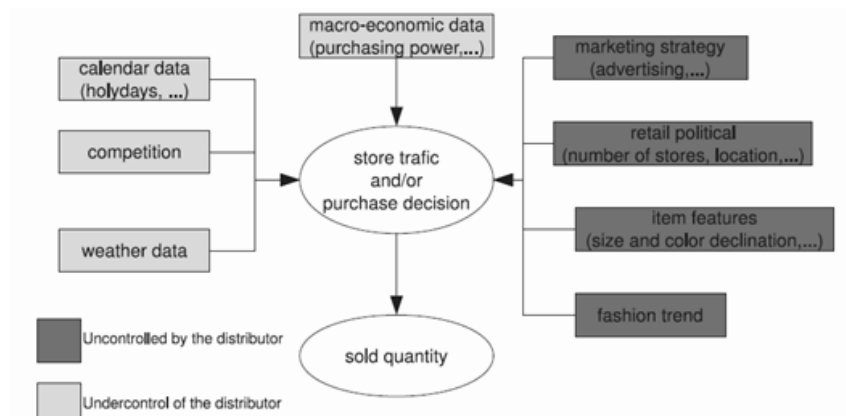 macro-economic data
(purchasing power,...)
calendar data
(holydays, ...)
competition
weather data
store trafic
and/or
purchase decision
marketing strategy
(advertising,...)
retail political
(number of stores, location,...)
item features
(size and color declination,...)
fashion trend
sold quantity
Uncontrolled by the distributor
Undercontrol of the distributor